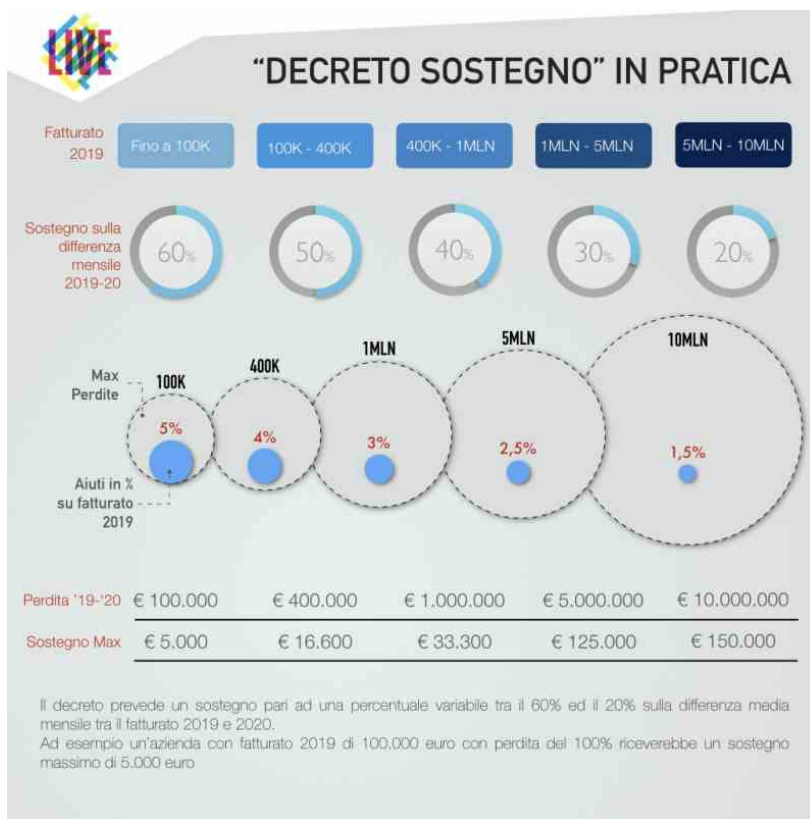 LIVE
"DECRETO SOSTEGNO" IN PRATICA
Fatturato
2019
Fino a 100K
100K - 400K
400K - 1MLN
1MLN - 5MLN
5MLN - 10MLN
Sostegno sulla
differenza
mensile
2019-20
60%
50%
40%
30%
20%
Max
Perdite
100K
400K
1MLN
5MLN
10MLN
5%
4%
3%
2,5%
1,5%
Aiuti in %
su fatturato
2019
Perdita '19-'20 € 100.000 € 400.000 € 1.000.000 € 5.000.000 € 10.000.000
Sostegno Max € 5.000 € 16.600 € 33.300 € 125.000 € 150.000
Il decreto prevede un sostegno pari ad una percentuale variabile tra il 60% ed il 20% sulla differenza media
mensile tra il fatturato 2019 e 2020.
Ad esempio un'azienda con fatturato 2019 di 100.000 euro con perdita del 100% riceverebbe un sostegno
massimo di 5.000 euro